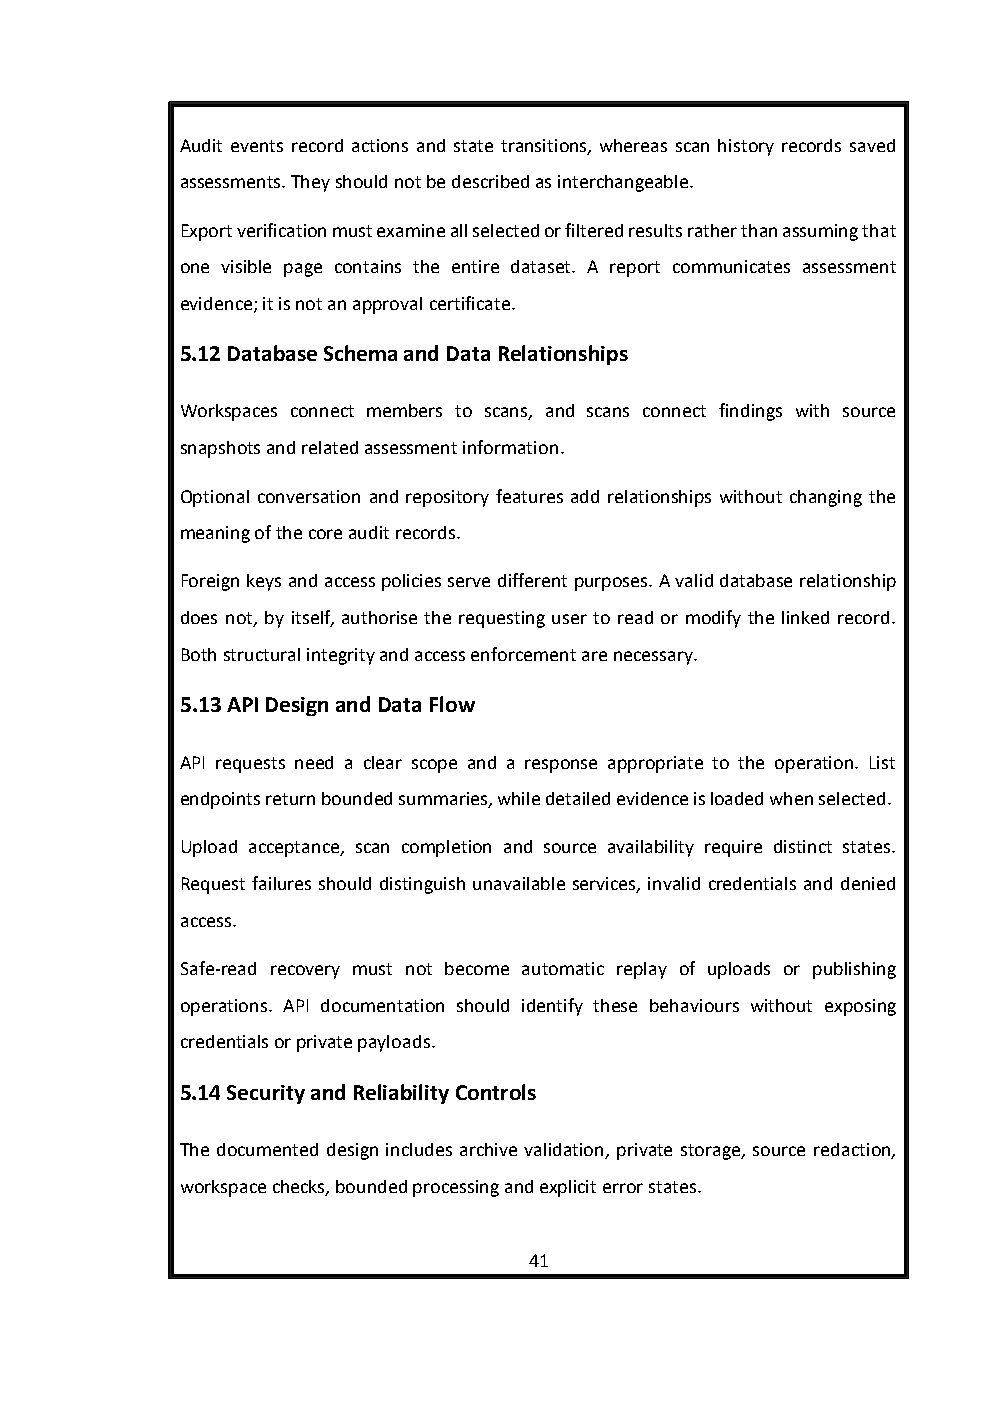 Audit events record actions and state transitions, whereas scan history records saved
assessments. They should not be described as interchangeable.
Export verification must examine all selected or filtered results rather than assuming that
one visible page contains the entire dataset. A report communicates assessment
evidence; it is not an approval certificate.
5.12 Database Schema and Data Relationships
Workspaces connect members to scans, and scans connect findings with source
snapshots and related assessment information.
Optional conversation and repository features add relationships without changing the
meaning of the core audit records.
Foreign keys and access policies serve different purposes. A valid database relationship
does not, by itself, authorise the requesting user to read or modify the linked record.
Both structural integrity and access enforcement are necessary.
5.13 API Design and Data Flow
API requests need a clear scope and a response appropriate to the operation. List
endpoints return bounded summaries, while detailed evidence is loaded when selected.
Upload acceptance, scan completion and source availability require distinct states.
Request failures should distinguish unavailable services, invalid credentials and denied
access.
Safe-read recovery must not become automatic replay of uploads or publishing
operations. API documentation should identify these behaviours without exposing
credentials or private payloads.
5.14 Security and Reliability Controls
The documented design includes archive validation, private storage, source redaction,
workspace checks, bounded processing and explicit error states.
41